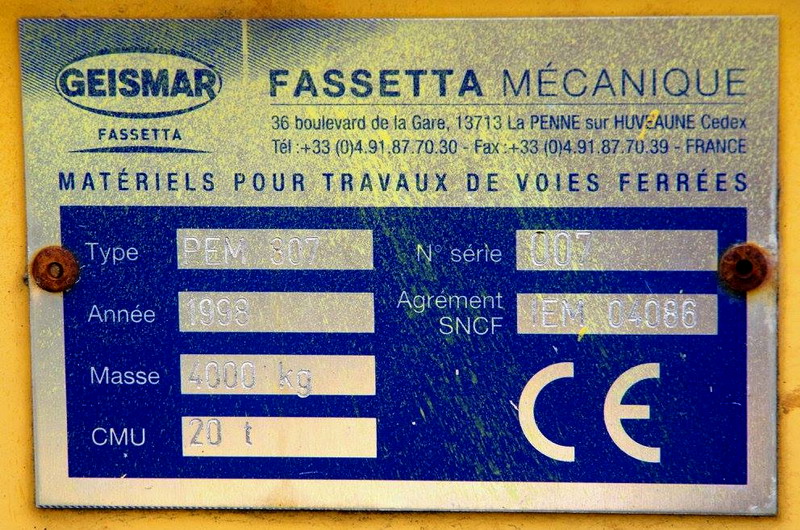 GEISMAR
FASSETTA
FASSETTA MÉCANIQUE
36 boulevard de la Gare, 13713 La PENNE sur HUVEAUNE Cedex
Tél :+33 (0)4.91.87.70.30 - Fax :+33 (0)4.91.87.70.39 - FRANCE
MATÉRIELS POUR TRAVAUX DE VOIES FERRÉES
Type PEM 807 N° série 007
Année 1998 Agrément SNCF IEM 04086
Masse 4000 kg
CMU 20 t
CE